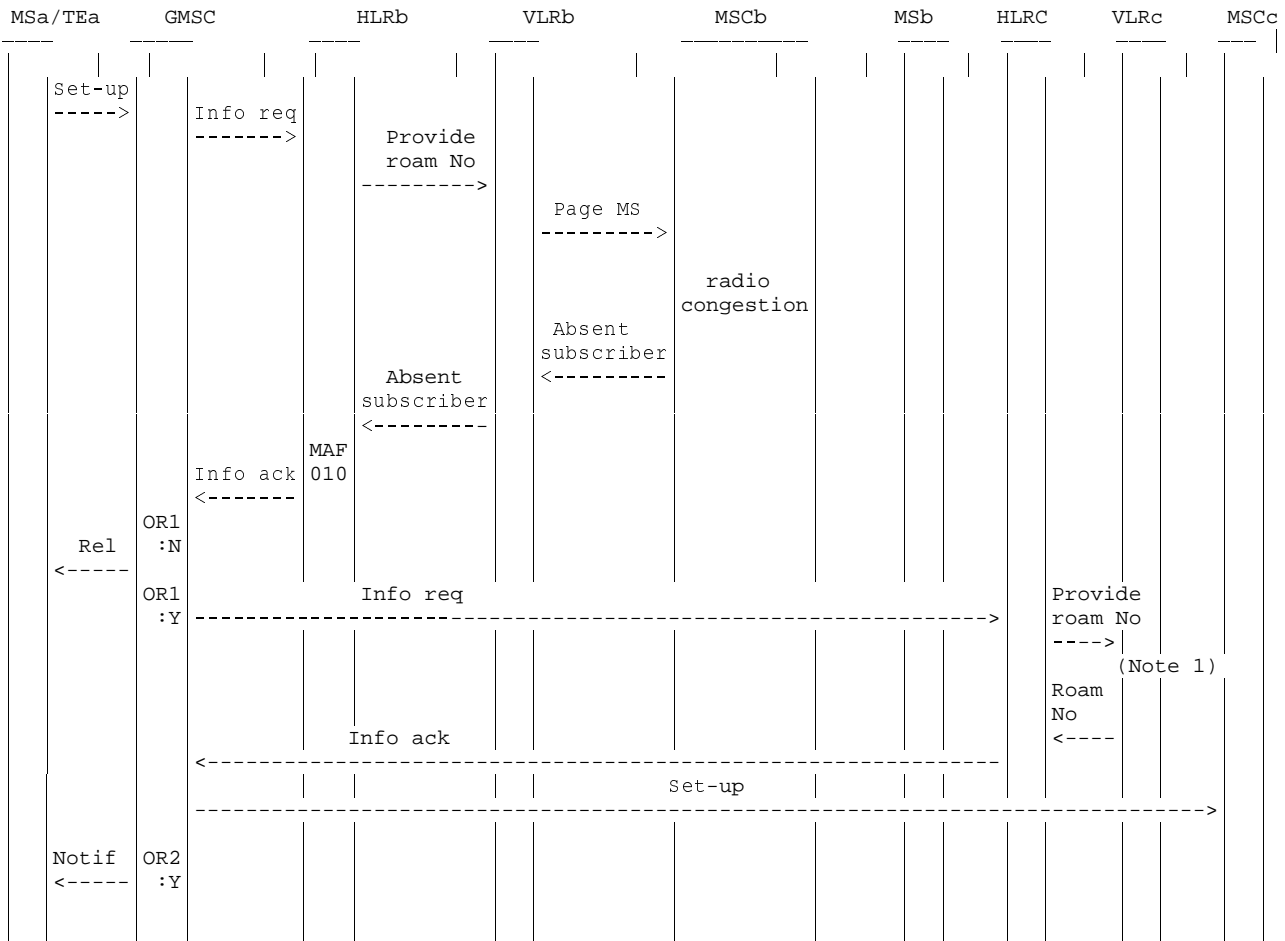 MSa/TEa GMSC HLRb VLRb MSCb MSb HLRC VLRc MSCc
Set-up
----->
Info req
------->
Provide
roam No
--------->
Page MS
--------->
radio
congestion
Absent
subscriber
<---------
Absent
subscriber
<---------
MAF
Info ack 010
<-------
OR1
Rel :N
<-----
OR1 Info req Provide
:Y --------------------------------------------------------------> roam No
---->
(Note 1)
Roam
No
Info ack <----
<--------------------------------------------------------------
Set-up
------------------------------------------------------------------------------->
Notif OR2
<----- :Y